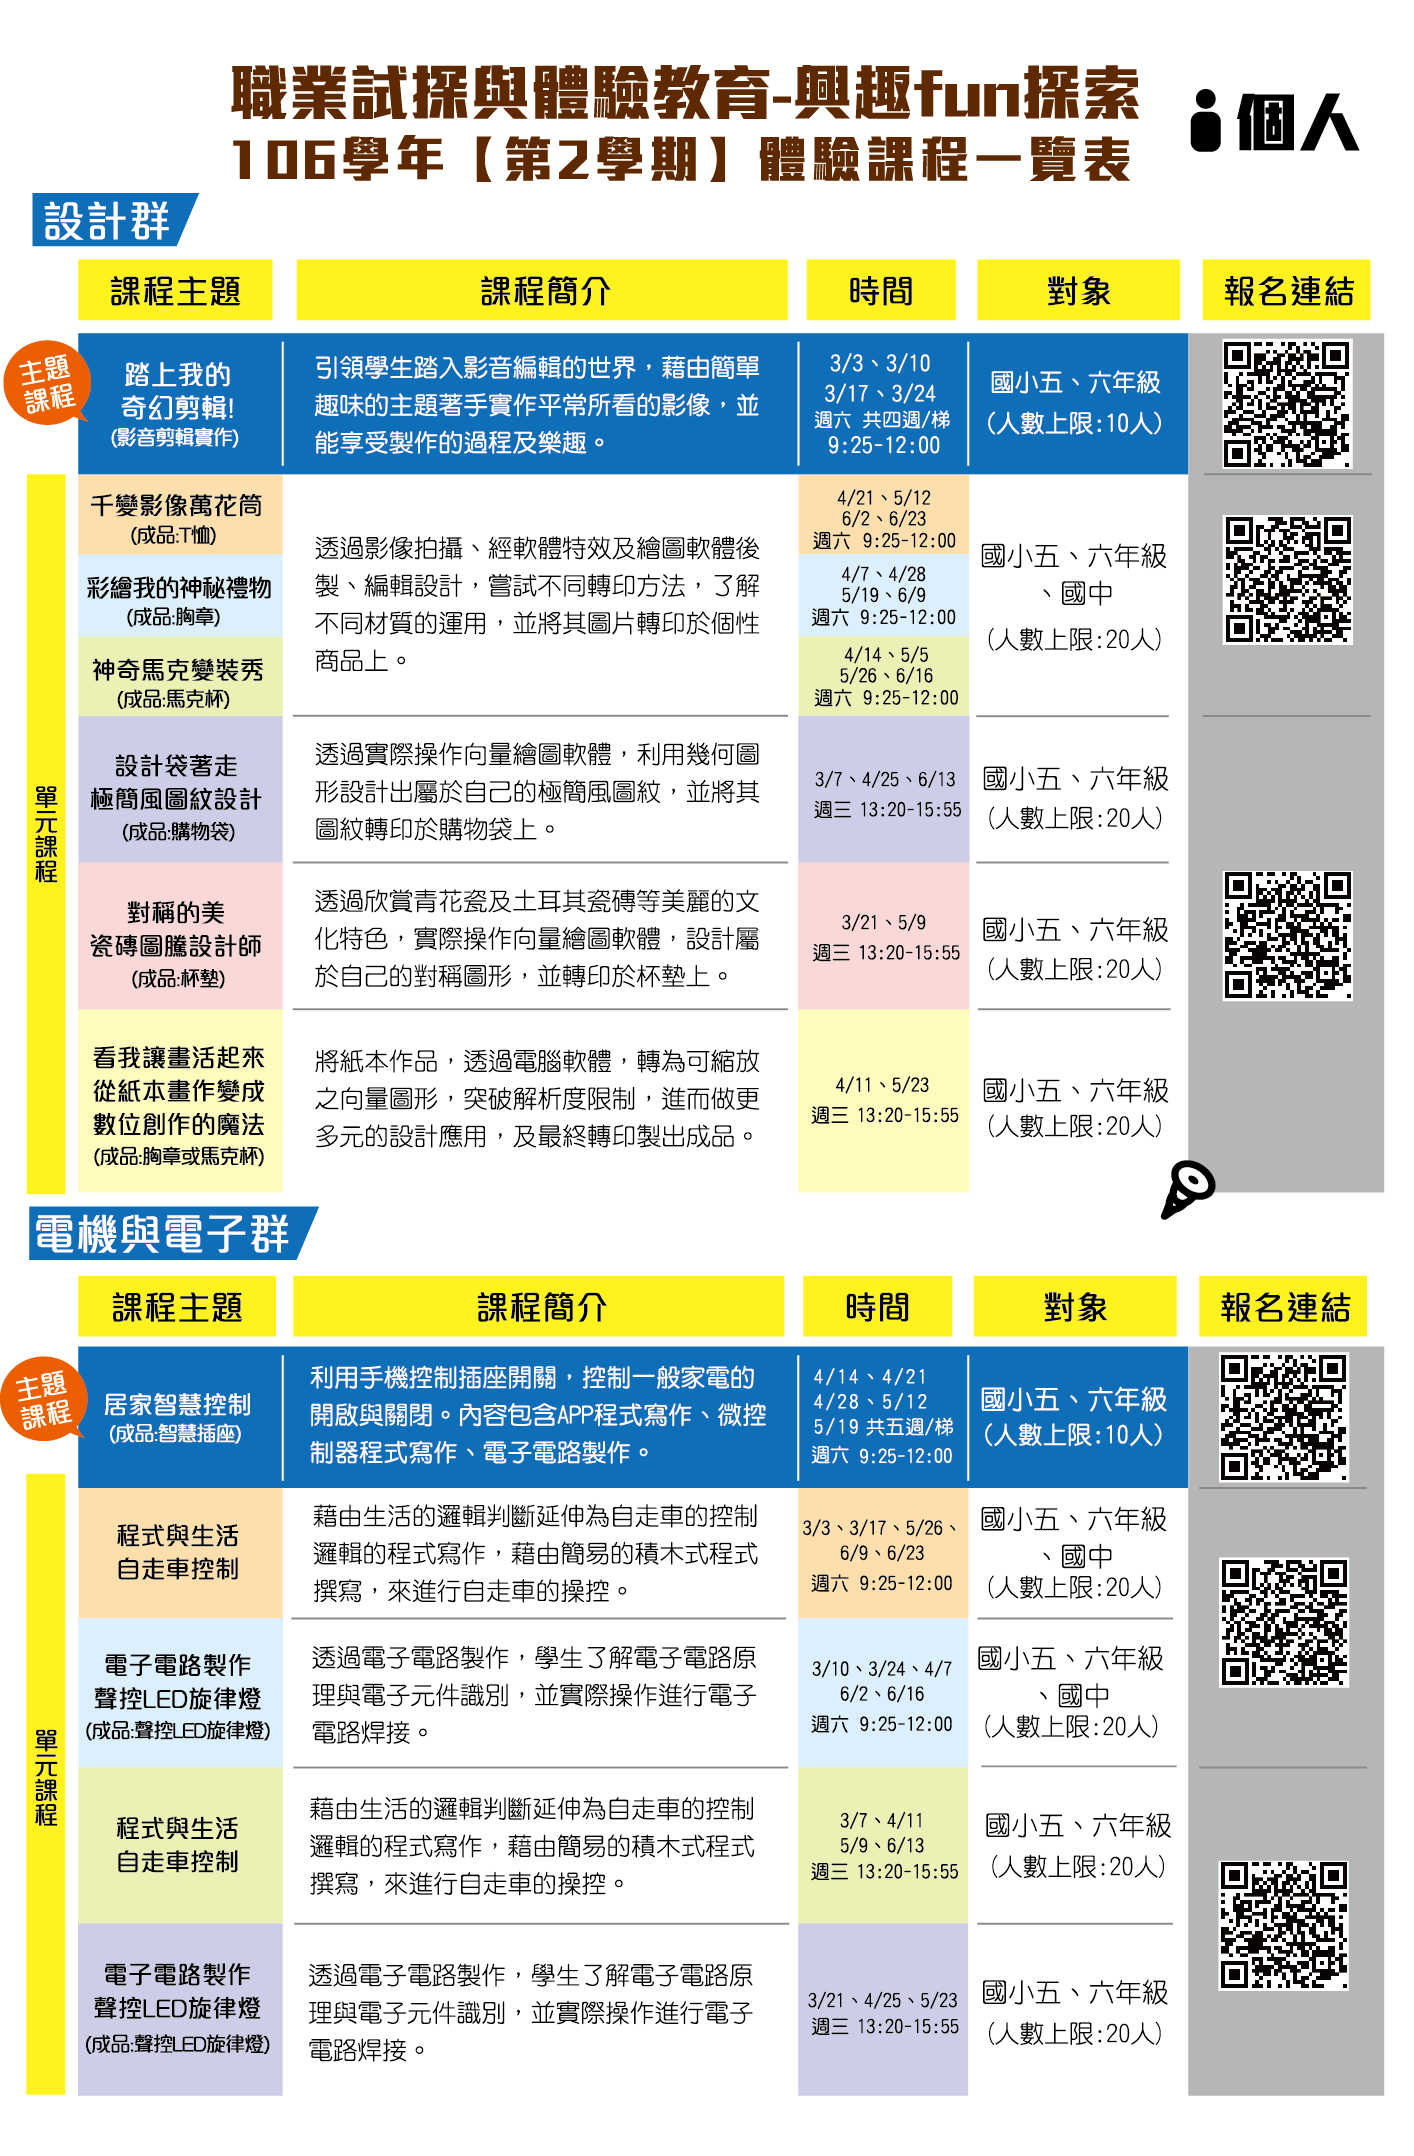 職業試探與體驗教育-興趣fun探索
個人
106學年【第2學期】體驗課程一覽表
設計群
課程主題
課程簡介
時間
對象
報名連結
主題
課程
踏上我的
奇幻剪輯!
(影音剪輯實作)
引領學生踏入影音編輯的世界，藉由簡單
趣味的主題著手實作平常所看的影像，並
能享受製作的過程及樂趣。
3/3、3/10
3/17、3/24
週六 共四週/梯
9:25-12:00
國小五、六年級
(人數上限:10人)
單元課程
千變影像萬花筒
(成品:T恤)
彩繪我的神秘禮物
(成品:胸章)
神奇馬克變裝秀
(成品:馬克杯)
透過影像拍攝、經軟體特效及繪圖軟體後
製、編輯設計，嘗試不同轉印方法，了解
不同材質的運用，並將其圖片轉印於個性
商品上。
4/21、5/12
6/2、6/23
週六 9:25-12:00
4/7、4/28
5/19、6/9
週六 9:25-12:00
4/14、5/5
5/26、6/16
週六 9:25-12:00
國小五、六年級
、國中
(人數上限:20人)
設計袋著走
極簡風圖紋設計
(成品:購物袋)
透過實際操作向量繪圖軟體，利用幾何圖
形設計出屬於自己的極簡風圖紋，並將其
圖紋轉印於購物袋上。
3/7、4/25、6/13
週三 13:20-15:55
國小五、六年級
(人數上限:20人)
對稱的美
瓷磚圖騰設計師
(成品:杯墊)
透過欣賞青花瓷及土耳其瓷磚等美麗的文
化特色，實際操作向量繪圖軟體，設計屬
於自己的對稱圖形，並轉印於杯墊上。
3/21、5/9
週三 13:20-15:55
國小五、六年級
(人數上限:20人)
看我讓畫活起來
從紙本畫作變成
數位創作的魔法
(成品:胸章或馬克杯)
將紙本作品，透過電腦軟體，轉為可縮放
之向量圖形，突破解析度限制，進而做更
多元的設計應用，及最終轉印製出成品。
4/11、5/23
週三 13:20-15:55
國小五、六年級
(人數上限:20人)
電機與電子群
課程主題
課程簡介
時間
對象
報名連結
主題
課程
居家智慧控制
(成品:智慧插座)
利用手機控制插座開關，控制一般家電的
開啟與關閉。內容包含APP程式寫作、微控
制器程式寫作、電子電路製作。
4/14、4/21
4/28、5/12
5/19 共五週/梯
週六 9:25-12:00
國小五、六年級
(人數上限:10人)
單元課程
程式與生活
自走車控制
藉由生活的邏輯判斷延伸為自走車的控制
邏輯的程式寫作，藉由簡易的積木式程式
撰寫，來進行自走車的操控。
3/3、3/17、5/26、
6/9、6/23
週六 9:25-12:00
國小五、六年級
、國中
(人數上限:20人)
電子電路製作
聲控LED旋律燈
(成品:聲控LED旋律燈)
透過電子電路製作，學生了解電子電路原
理與電子元件識別，並實際操作進行電子
電路焊接。
3/10、3/24、4/7
6/2、6/16
週六 9:25-12:00
國小五、六年級
、國中
(人數上限:20人)
程式與生活
自走車控制
藉由生活的邏輯判斷延伸為自走車的控制
邏輯的程式寫作，藉由簡易的積木式程式
撰寫，來進行自走車的操控。
3/7、4/11
5/9、6/13
週三 13:20-15:55
國小五、六年級
(人數上限:20人)
電子電路製作
聲控LED旋律燈
(成品:聲控LED旋律燈)
透過電子電路製作，學生了解電子電路原
理與電子元件識別，並實際操作進行電子
電路焊接。
3/21、4/25、5/23
週三 13:20-15:55
國小五、六年級
(人數上限:20人)